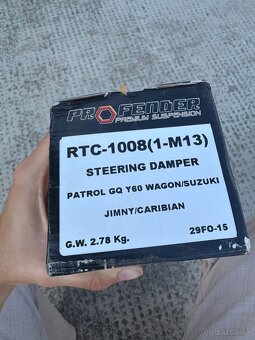 PROFENDER
PREMIUM SUSPENSION
RTC-1008(1-M13)
STEERING DAMPER
PATROL GQ Y60 WAGON/SUZUKI
JIMNY/CARIBIAN
G.W. 2.78 Kg.
29FO-15